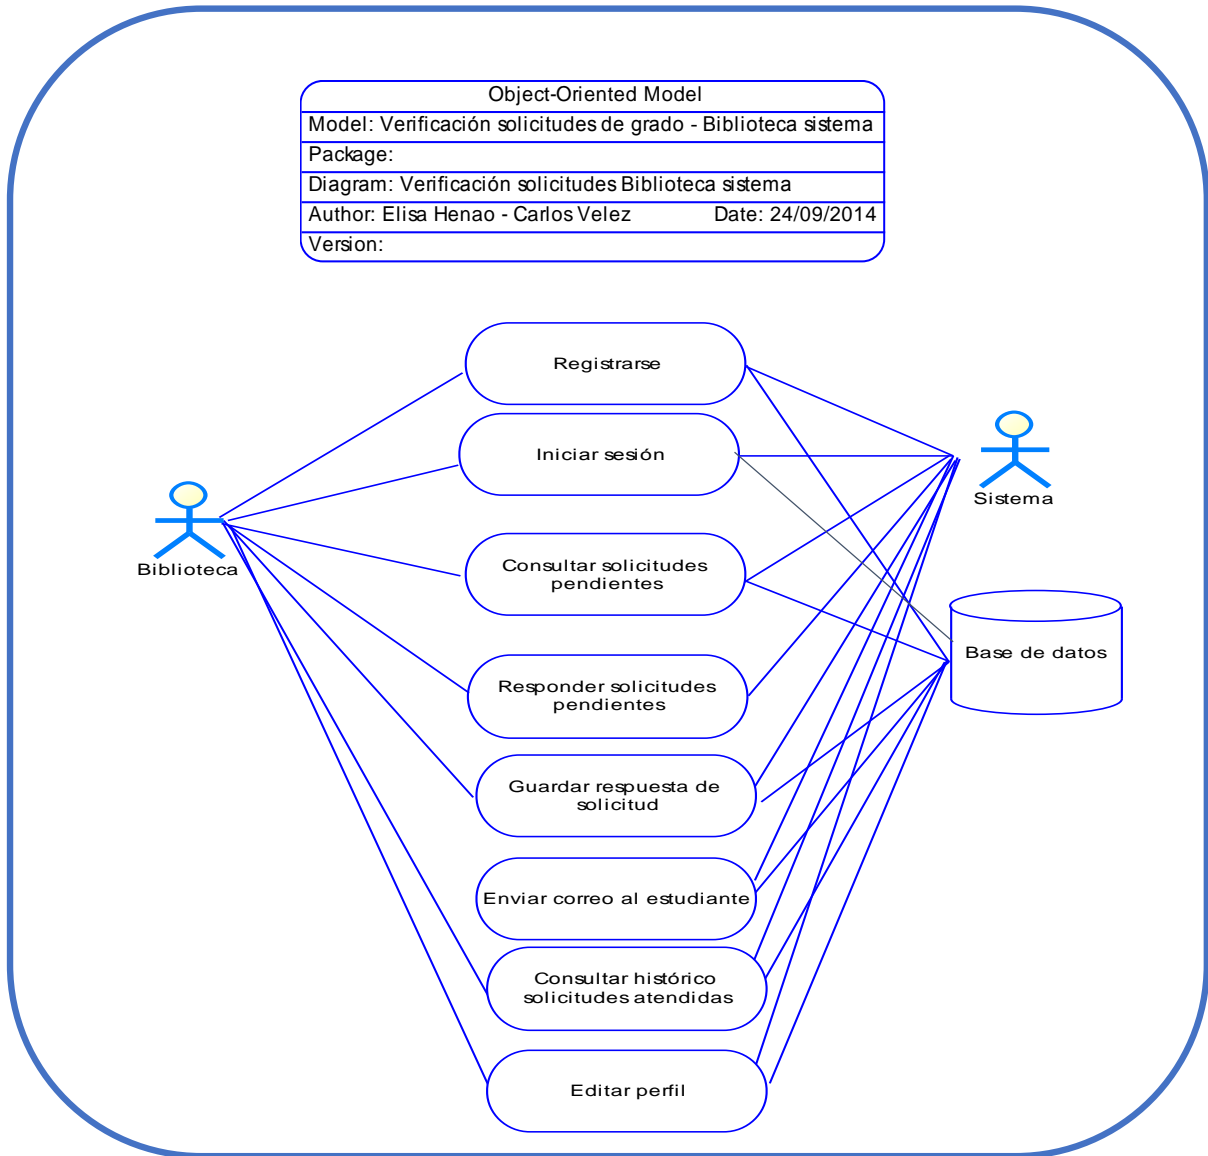 Object-Oriented Model
Model: Verificación solicitudes de grado - Biblioteca sistema
Package:
Diagram: Verificación solicitudes Biblioteca sistema
Author: Elisa Henao - Carlos Velez Date: 24/09/2014
Version:
Registrarse
Iniciar sesión
Sistema
Biblioteca
Consultar solicitudes
pendientes
Base de datos
Responder solicitudes
pendientes
Guardar respuesta de
solicitud
Enviar correo al estudiante
Consultar histórico
solicitudes atendidas
Editar perfil